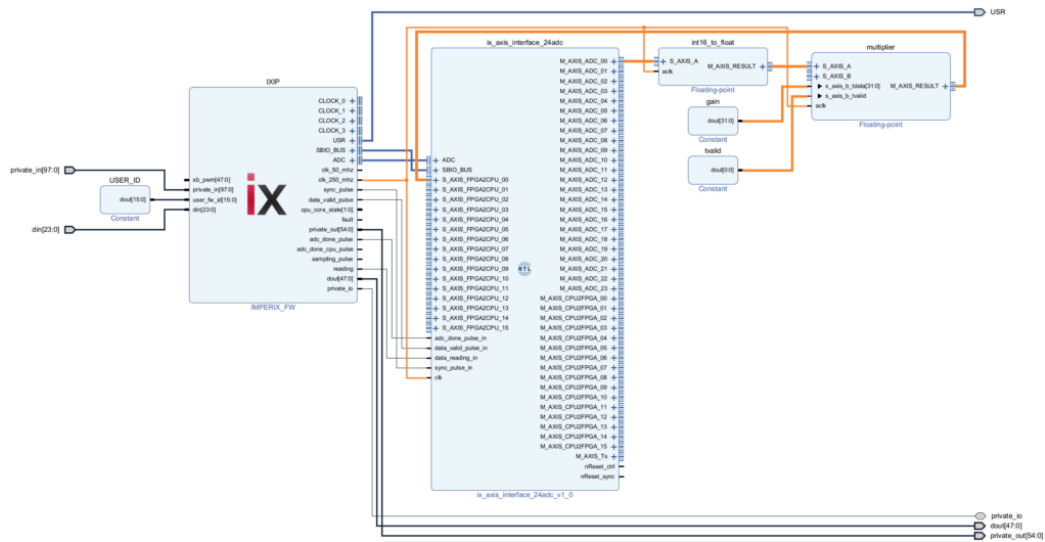 USR
ix_axis_interface_24adc
int16_to_float
multiplier
IXIP
M_AXIS_ADC_00
M_AXIS_ADC_01
M_AXIS_ADC_02
M_AXIS_ADC_03
M_AXIS_ADC_04
M_AXIS_ADC_05
M_AXIS_ADC_06
M_AXIS_ADC_07
M_AXIS_ADC_08
M_AXIS_ADC_09
M_AXIS_ADC_10
M_AXIS_ADC_11
M_AXIS_ADC_12
M_AXIS_ADC_13
M_AXIS_ADC_14
M_AXIS_ADC_15
M_AXIS_ADC_16
M_AXIS_ADC_17
M_AXIS_ADC_18
M_AXIS_ADC_19
M_AXIS_ADC_20
M_AXIS_ADC_21
M_AXIS_ADC_22
M_AXIS_ADC_23
M_AXIS_CPU2FPGA_00
M_AXIS_CPU2FPGA_01
M_AXIS_CPU2FPGA_02
M_AXIS_CPU2FPGA_03
M_AXIS_CPU2FPGA_04
M_AXIS_CPU2FPGA_05
M_AXIS_CPU2FPGA_06
M_AXIS_CPU2FPGA_07
M_AXIS_CPU2FPGA_08
M_AXIS_CPU2FPGA_09
M_AXIS_CPU2FPGA_10
M_AXIS_CPU2FPGA_11
M_AXIS_CPU2FPGA_12
M_AXIS_CPU2FPGA_13
M_AXIS_CPU2FPGA_14
M_AXIS_CPU2FPGA_15
M_AXIS_Tx
nReset_ctrl
nReset_sync
ADC
SBIO_BUS
S_AXIS_FPGA2CPU_00
S_AXIS_FPGA2CPU_01
S_AXIS_FPGA2CPU_02
S_AXIS_FPGA2CPU_03
S_AXIS_FPGA2CPU_04
S_AXIS_FPGA2CPU_05
S_AXIS_FPGA2CPU_06
S_AXIS_FPGA2CPU_07
S_AXIS_FPGA2CPU_08
S_AXIS_FPGA2CPU_09
S_AXIS_FPGA2CPU_10
S_AXIS_FPGA2CPU_11
S_AXIS_FPGA2CPU_12
S_AXIS_FPGA2CPU_13
S_AXIS_FPGA2CPU_14
S_AXIS_FPGA2CPU_15
adc_done_pulse_in
data_valid_pulse_in
data_reading_in
sync_pulse_in
clk
RTL
ix_axis_interface_24adc_v1_0
S_AXIS_A
aclk
M_AXIS_RESULT
Floating-point
S_AXIS_A
S_AXIS_B
s_axis_b_tdata[31:0]
s_axis_b_tvalid
aclk
M_AXIS_RESULT
Floating-point
gain
dout[31:0]
Constant
tvalid
dout[0:0]
Constant
CLOCK_0
CLOCK_1
CLOCK_2
CLOCK_3
USR
SBIO_BUS
ADC
clk_50_mhz
clk_250_mhz
sync_pulse
data_valid_pulse
cpu_core_state[1:0]
fault
private_out[54:0]
adc_done_pulse
adc_done_cpu_pulse
sampling_pulse
reading
dout[47:0]
private_io
sb_pwm[47:0]
private_in[97:0]
user_fw_id[15:0]
din[23:0]
ix
IMPERIX_FW
private_in[97:0]
USER_ID
dout[15:0]
Constant
din[23:0]
private_io
dout[47:0]
private_out[54:0]